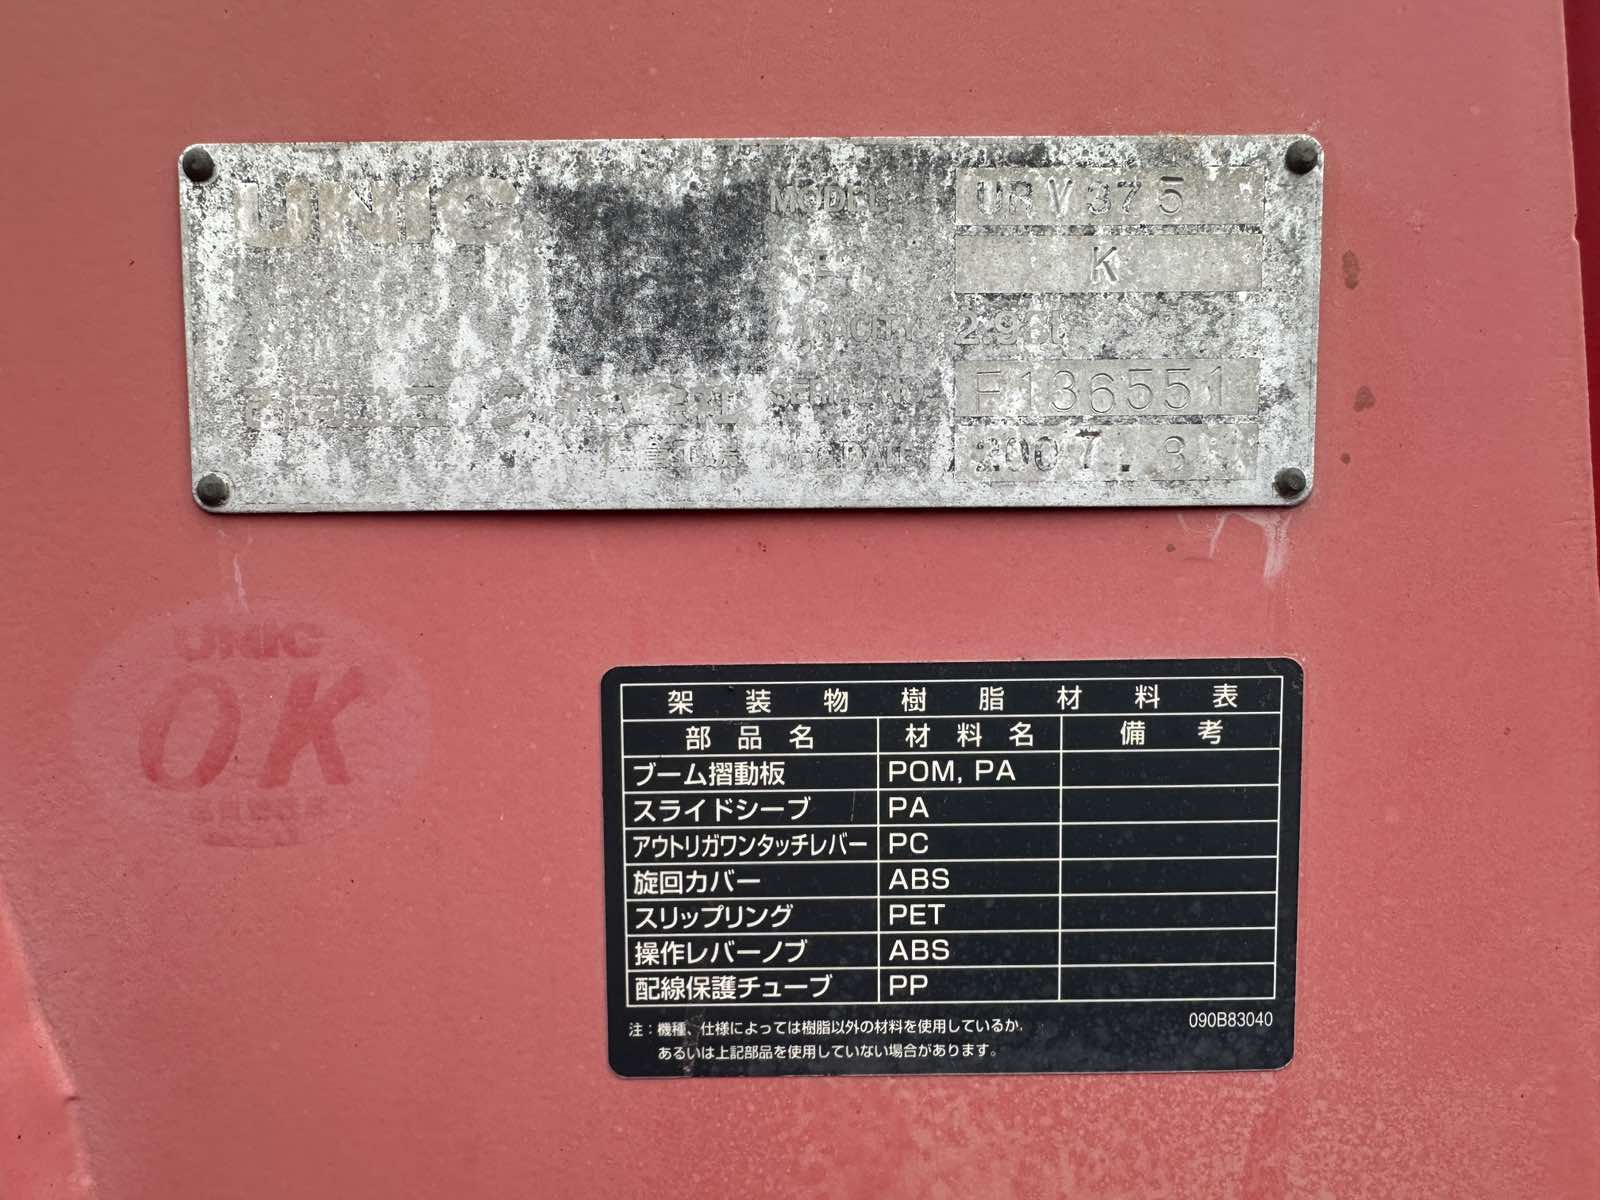 UNIC
MODEL URV375
K
CAPACITY 2.93t
SERIAL NO. F136551
MFG DATE 2007. 3
UNIC
OK
架装物樹脂材料表
部品名 材料名 備考
ブーム摺動板 POM, PA
スライドシーブ PA
アウトリガワンタッチレバー PC
旋回カバー ABS
スリップリング PET
操作レバーノブ ABS
配線保護チューブ PP
注：機種、仕様によっては樹脂以外の材料を使用しているか、
あるいは上記部品を使用していない場合があります。
090B83040